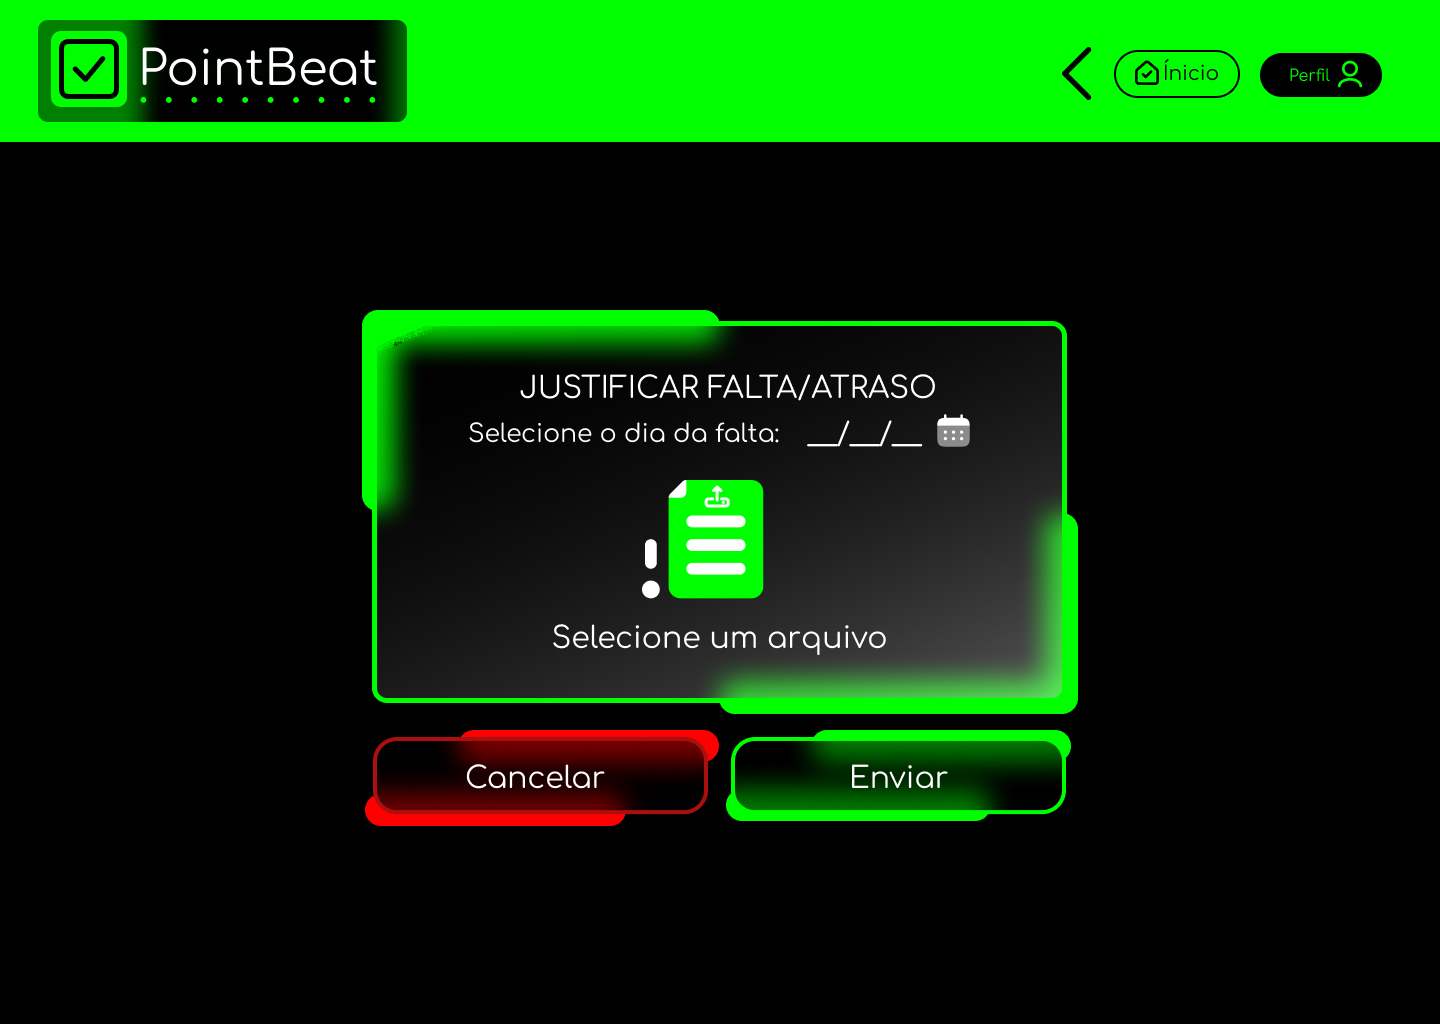 PointBeat
Ínicio
Perfil
JUSTIFICAR FALTA/ATRASO
Selecione o dia da falta: __/__/__
Selecione um arquivo
Cancelar
Enviar